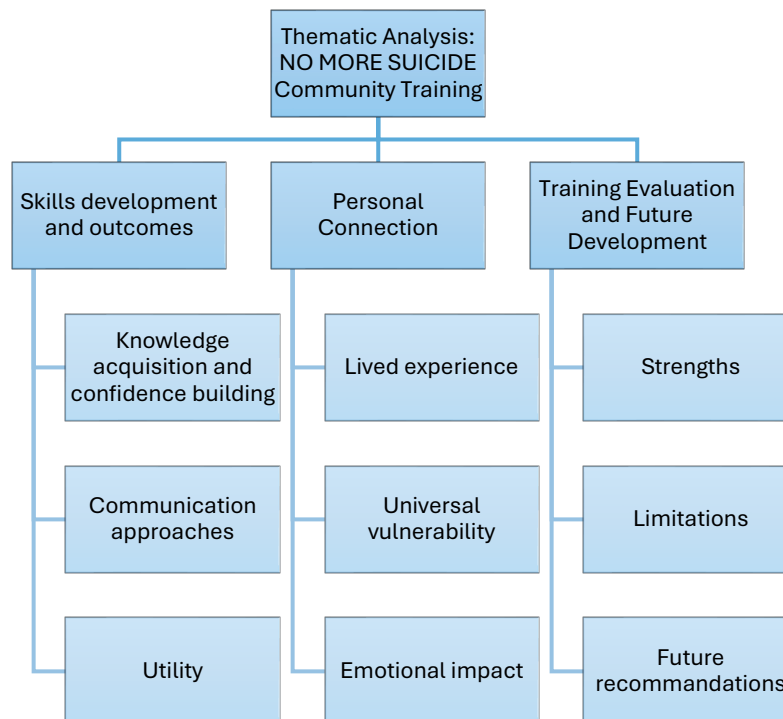 Thematic Analysis:
NO MORE SUICIDE
Community Training
Skills development
and outcomes
Knowledge
acquisition and
confidence building
Communication
approaches
Utility
Personal
Connection
Lived experience
Universal
vulnerability
Emotional impact
Training Evaluation
and Future
Development
Strengths
Limitations
Future
recommandations